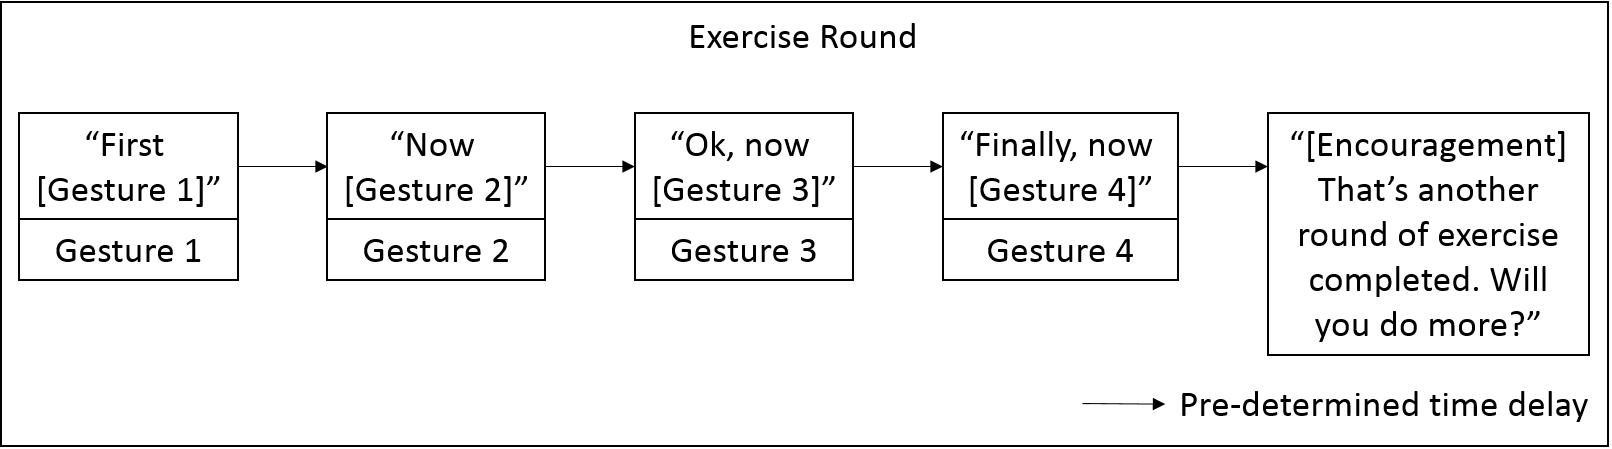 Exercise Round
“First
[Gesture 1]”
Gesture 1
“Now
[Gesture 2]”
Gesture 2
“Ok, now
[Gesture 3]”
Gesture 3
“Finally, now
[Gesture 4]”
Gesture 4
“[Encouragement]
That’s another
round of exercise
completed. Will
you do more?”
Pre-determined time delay